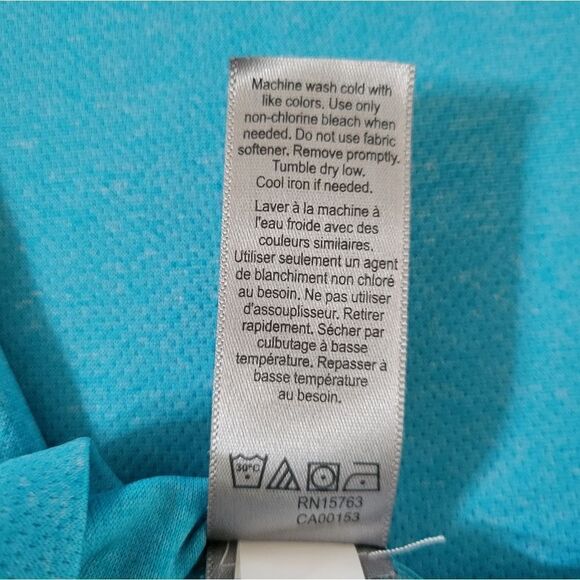 Machine wash cold with
like colors. Use only
non-chlorine bleach when
needed. Do not use fabric
softener. Remove promptly.
Tumble dry low.
Cool iron if needed.
Laver à la machine à
l'eau froide avec des
couleurs similaires.
Utiliser seulement un agent
de blanchiment non chloré
au besoin. Ne pas utiliser
d'assouplisseur. Retirer
rapidement. Sécher par
culbutage à basse
température. Repasser à
basse température
au besoin.
30°C
RN15763
CA00153